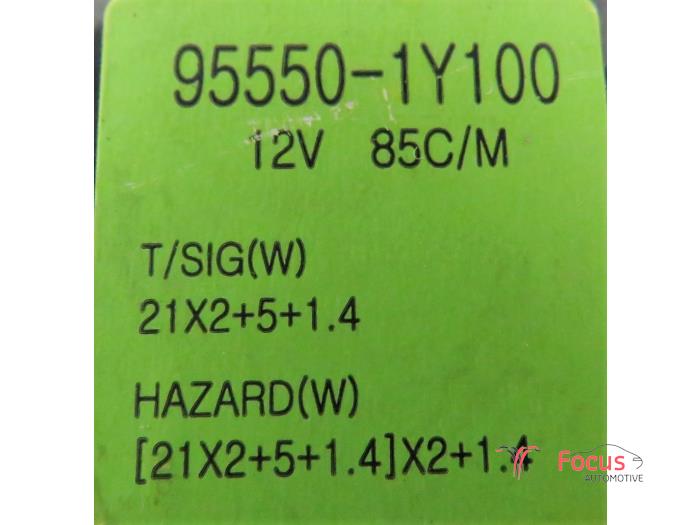 95550-1Y100
12V 85C/M
T/SIG(W)
21X2+5+1.4
HAZARD(W)
[21X2+5+1.4]X2+1.4
Focus
AUTOMOTIVE